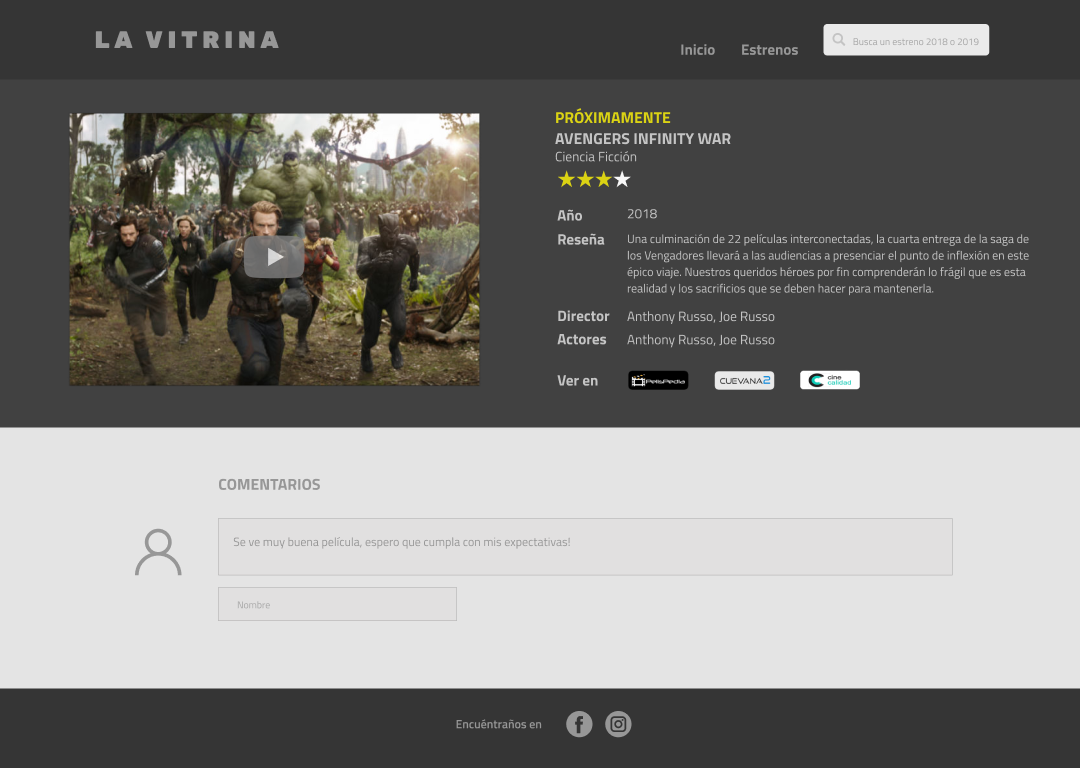 LA VITRINA
Inicio
Estrenos
Busca un estreno 2018 o 2019
PRÓXIMAMENTE
AVENGERS INFINITY WAR
Ciencia Ficción
Año
2018
Reseña
Una culminación de 22 películas interconectadas, la cuarta entrega de la saga de
los Vengadores llevará a las audiencias a presenciar el punto de inflexión en este
épico viaje. Nuestros queridos héroes por fin comprenderán lo frágil que es esta
realidad y los sacrificios que se deben hacer para mantenerla.
Director
Anthony Russo, Joe Russo
Actores
Anthony Russo, Joe Russo
Ver en
PelisPedia
CUEVANA2
cine
calidad
COMENTARIOS
Se ve muy buena película, espero que cumpla con mis expectativas!
Nombre
Encuéntraños en